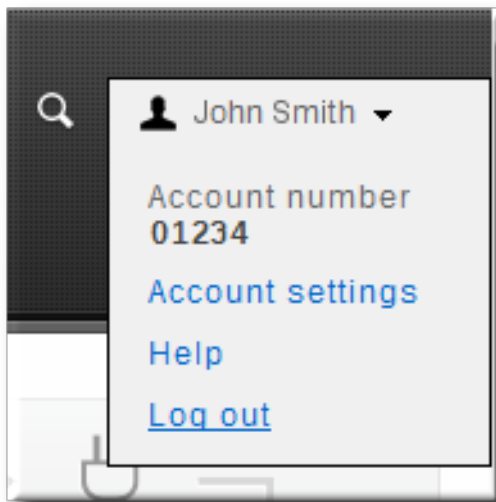 John Smith
Account number
01234
Account settings
Help
Log out